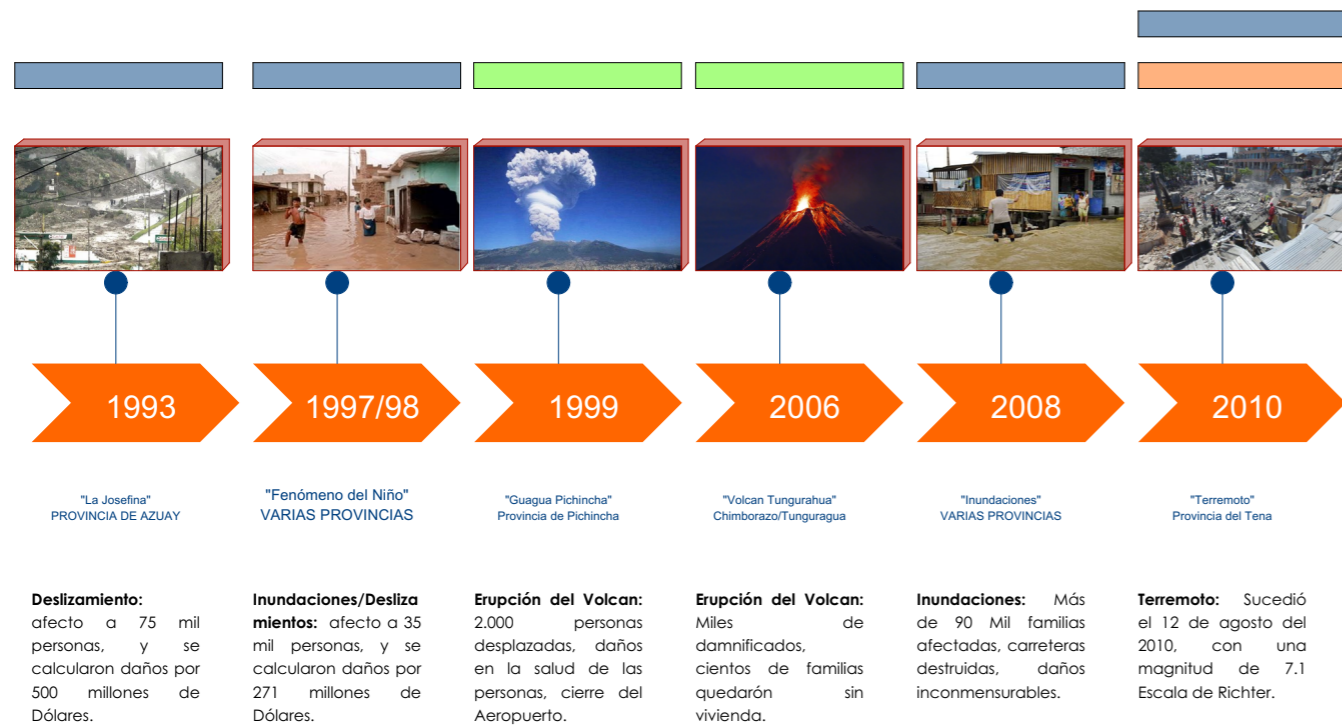 1993
1997/98
1999
2006
2008
2010
"La Josefina"
PROVINCIA DE AZUAY
"Fenómeno del Niño"
VARIAS PROVINCIAS
"Guagua Pichincha"
Provincia de Pichincha
"Volcan Tungurahua"
Chimborazo/Tunguragua
"Inundaciones"
VARIAS PROVINCIAS
"Terremoto"
Provincia del Tena
Deslizamiento:
afecto a 75 mil
personas, y se
calcularon daños por
500 millones de
Dólares.
Inundaciones/Desliza
mientos: afecto a 35
mil personas, y se
calcularon daños por
271 millones de
Dólares.
Erupción del Volcan:
2.000 personas
desplazadas, daños
en la salud de las
personas, cierre del
Aeropuerto.
Erupción del Volcan:
Miles de
damnificados,
cientos de familias
quedarón sin
vivienda.
Inundaciones: Más
de 90 Mil familias
afectadas, carreteras
destruidas, daños
inconmensurables.
Terremoto: Sucedió
el 12 de agosto del
2010, con una
magnitud de 7.1
Escala de Richter.